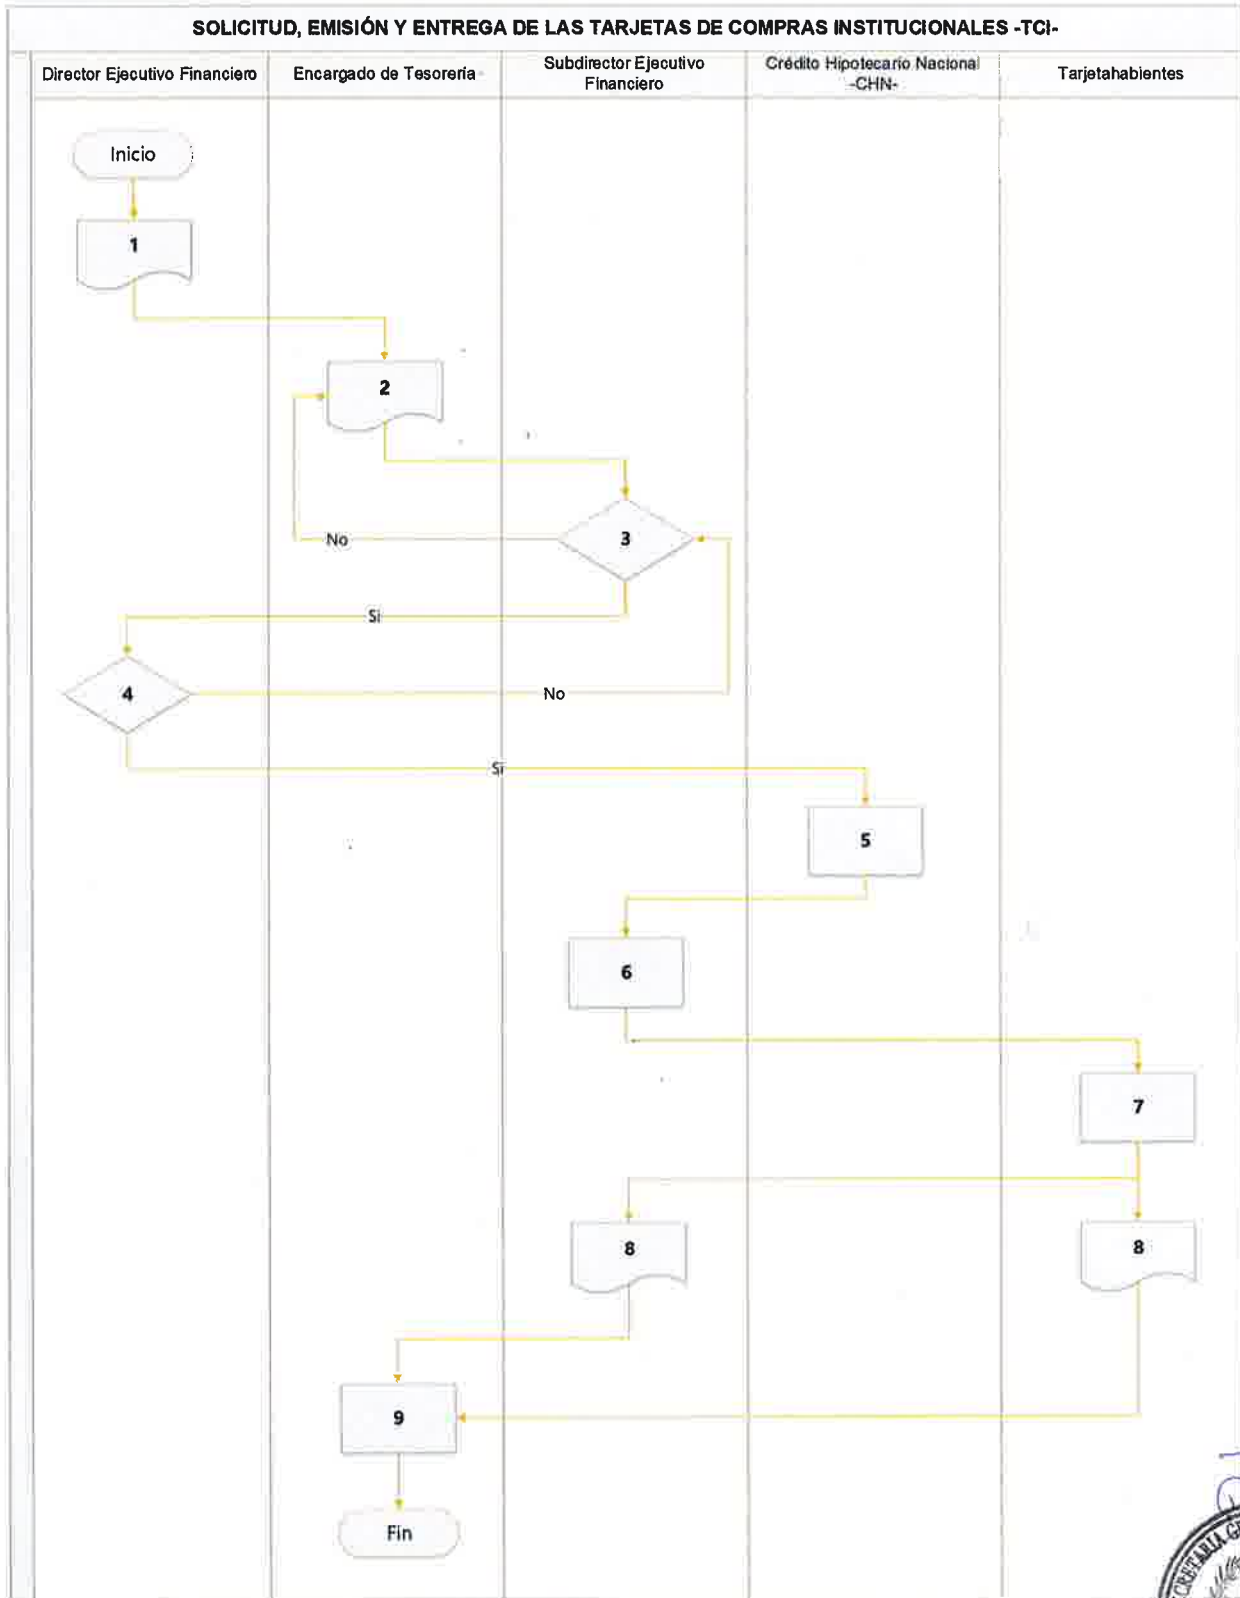 SOLICITUD, EMISIÓN Y ENTREGA DE LAS TARJETAS DE COMPRAS INSTITUCIONALES -TCI-
Director Ejecutivo Financiero
Encargado de Tesorería
Subdirector Ejecutivo
Financiero
Crédito Hipotecario Nacional
-CHN-
Tarjetahabientes
Inicio
1
2
3
No
Si
4
No
Si
5
6
7
8
8
9
Fin